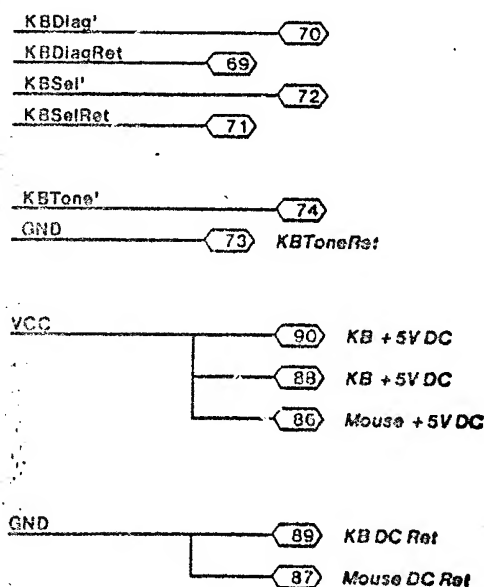 KBDiag'
70
KBDiagRet
69
KBSel'
72
KBSelRet
71
KBTone'
74
GND
73 KBToneRet
VCC
90 KB +5V DC
88 KB +5V DC
86 Mouse +5V DC
GND
89 KB DC Ret
87 Mouse DC Ret